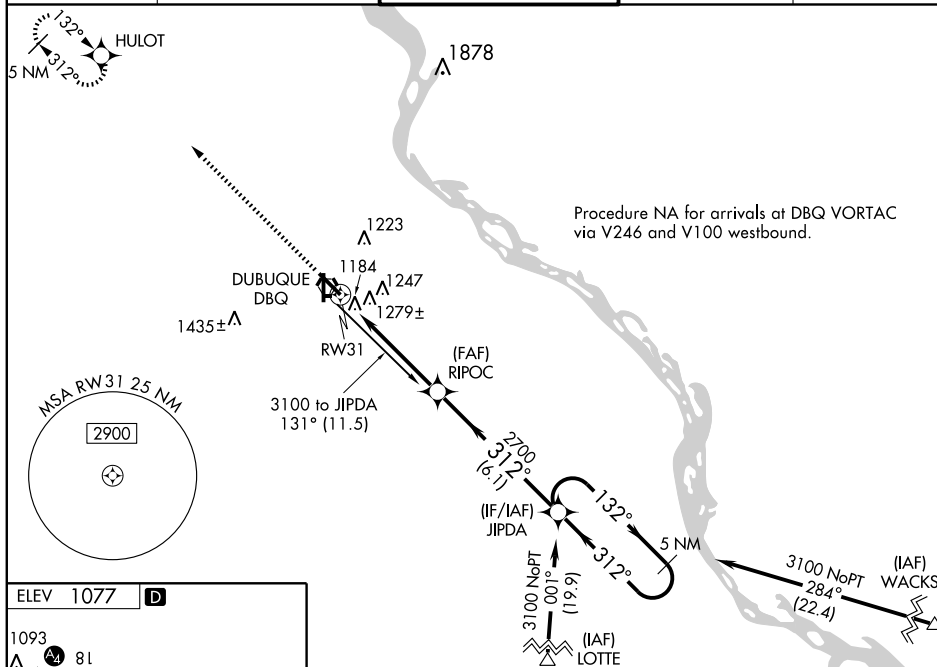 132°
HULOT
312°
5 NM
1878
Procedure NA for arrivals at DBQ VORTAC
via V246 and V100 westbound.
1223
1184
DUBUQUE
DBQ
1247
1279±
1435±
RW31
(FAF)
RIPOC
3100 to JIPDA
131° (11.5)
MSA RW31 25 NM
2900
2700
312°
(6.1)
(IF/IAF)
JIPDA
132°
312°
5 NM
3100 NoPT
001°
(19.9)
(IAF)
LOTTE
3100 NoPT
284°
(22.4)
(IAF)
WACKS
ELEV 1077 D
1093
A4
81